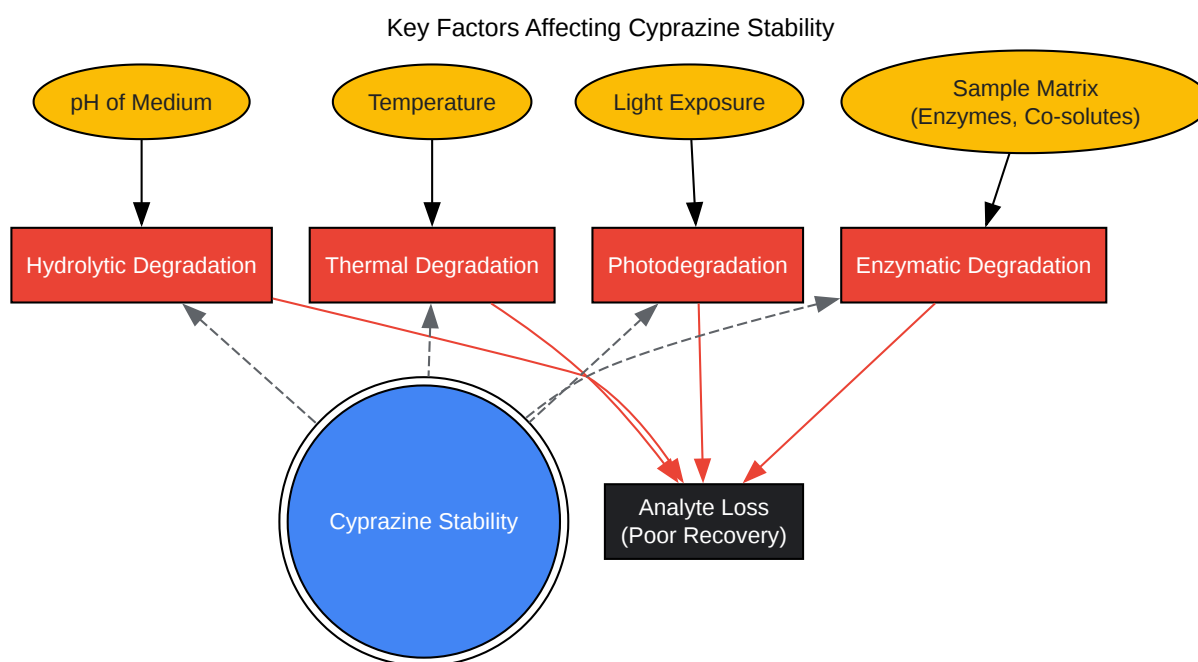 Key Factors Affecting Cyprazine Stability
pH of Medium
Temperature
Light Exposure
Sample Matrix
(Enzymes, Co-solutes)
Hydrolytic Degradation
Thermal Degradation
Photodegradation
Enzymatic Degradation
Cyprazine Stability
Analyte Loss
(Poor Recovery)